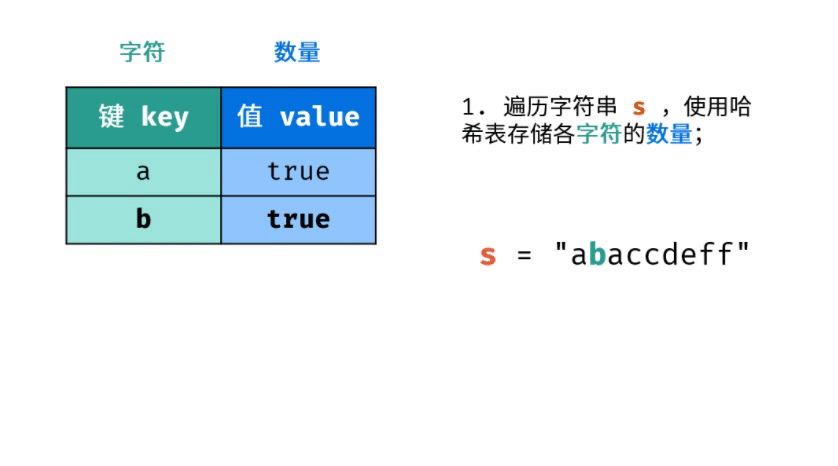 字符 数量
键 key 值 value
a true
b true
1. 遍历字符串 s ，使用哈
希表存储各字符的数量；
s = "abaccdeff"